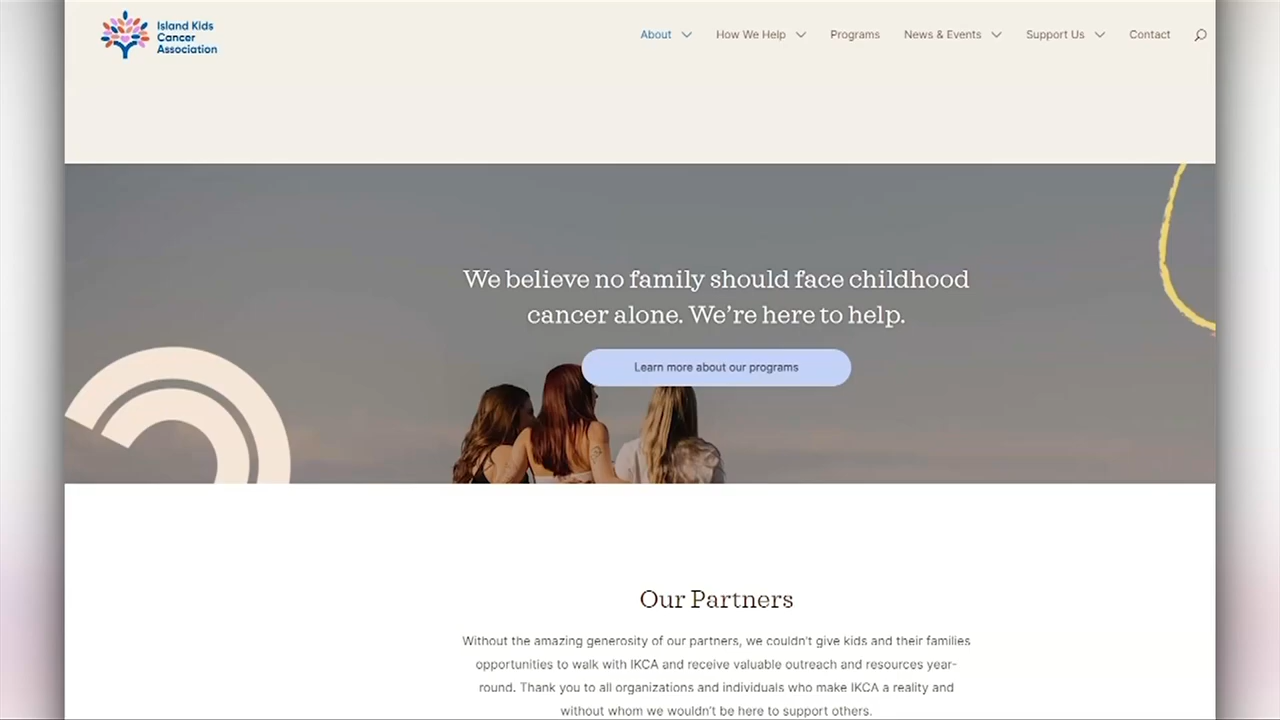 Island Kids
Cancer
Association
About
How We Help
Programs
News & Events
Support Us
Contact
We believe no family should face childhood
cancer alone. We're here to help.
Learn more about our programs
Our Partners
Without the amazing generosity of our partners, we couldn't give kids and their families
opportunities to walk with IKCA and receive valuable outreach and resources year-
round. Thank you to all organizations and individuals who make IKCA a reality and
without whom we wouldn't be here to support others.